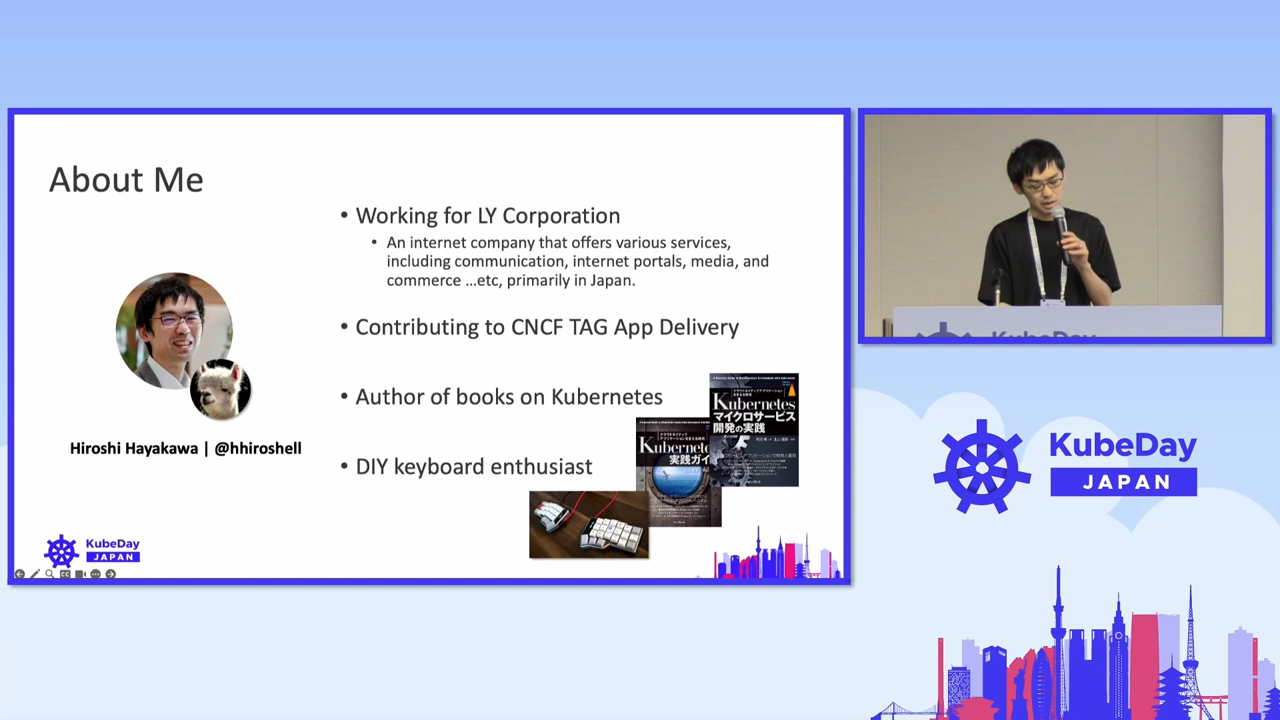 About Me
• Working for LY Corporation
• An internet company that offers various services,
including communication, internet portals, media, and
commerce ...etc, primarily in Japan.
• Contributing to CNCF TAG App Delivery
• Author of books on Kubernetes
• DIY keyboard enthusiast
Hiroshi Hayakawa | @hhiroshell
Kubernetes
マイクロサービス
開発の実践
Kubernete
実践ガイ
KubeDay
JAPAN
KubeDay
KubeDay
JAPAN